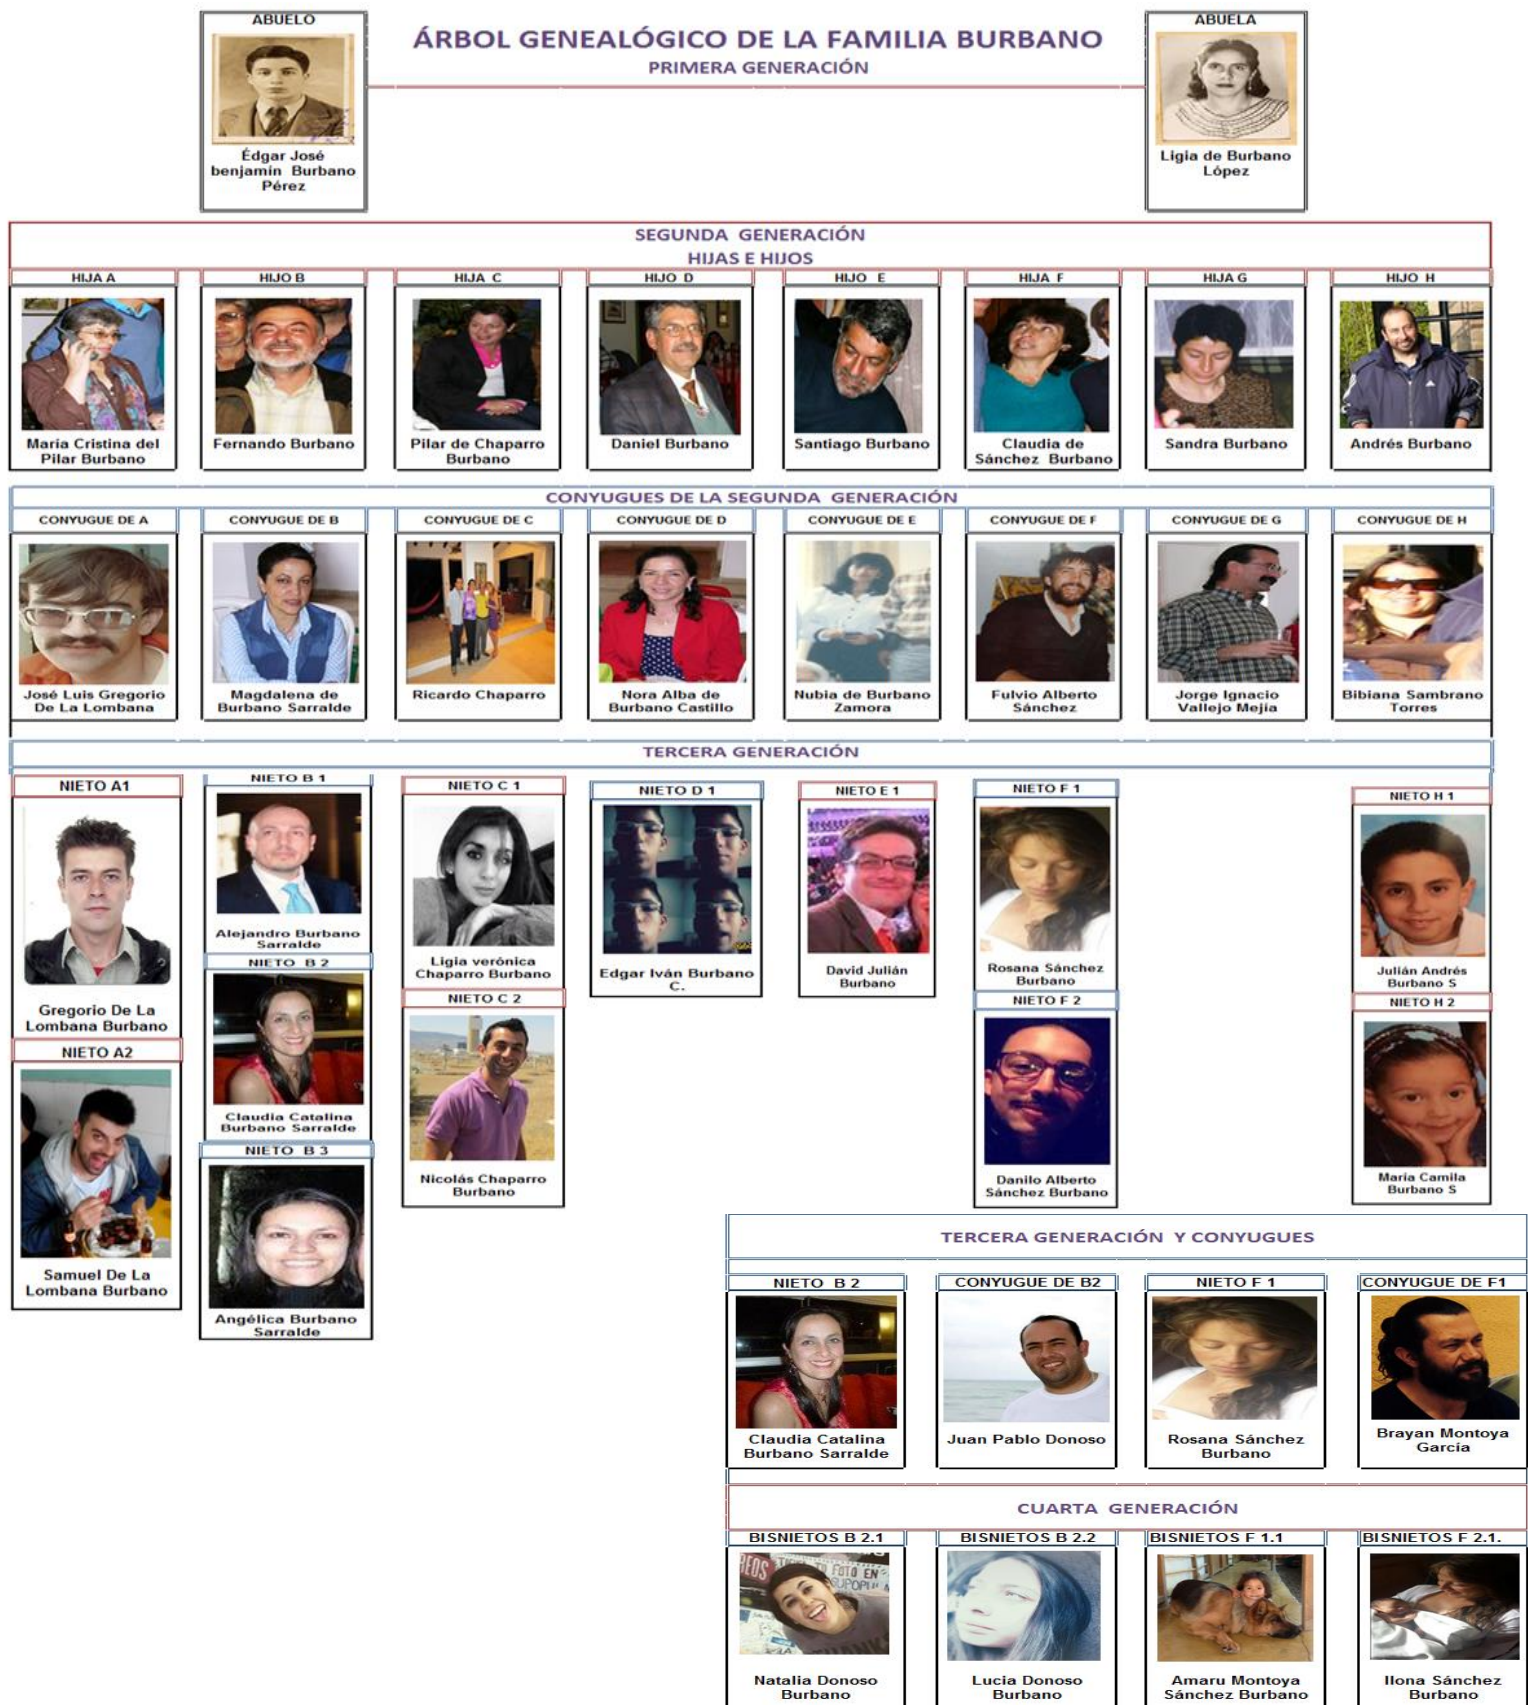 ABUELO
ABUELA
ÁRBOL GENEALÓGICO DE LA FAMILIA BURBANO
PRIMERA GENERACIÓN
Édgar José
benjamín Burbano
Pérez
Ligia de Burbano
López
SEGUNDA GENERACIÓN
HIJAS E HIJOS
HIJA A
HIJO B
HIJA C
HIJO D
HIJO E
HIJA F
HIJA G
HIJO H
María Cristina del
Pilar Burbano
Fernando Burbano
Pilar de Chaparro
Burbano
Daniel Burbano
Santiago Burbano
Claudia de
Sánchez Burbano
Sandra Burbano
Andrés Burbano
CONYUGUES DE LA SEGUNDA GENERACIÓN
CONYUGUE DE A
CONYUGUE DE B
CONYUGUE DE C
CONYUGUE DE D
CONYUGUE DE E
CONYUGUE DE F
CONYUGUE DE G
CONYUGUE DE H
José Luis Gregorio
De La Lombana
Magdalena de
Burbano Sarralde
Ricardo Chaparro
Nora Alba de
Burbano Castillo
Nubia de Burbano
Zamora
Fulvio Alberto
Sánchez
Jorge Ignacio
Vallejo Mejía
Bibiana Sambrano
Torres
TERCERA GENERACIÓN
NIETO A1
Gregorio De La
Lombana Burbano
NIETO A2
Samuel De La
Lombana Burbano
NIETO B 1
Alejandro Burbano
Sarralde
NIETO B 2
Claudia Catalina
Burbano Sarralde
NIETO B 3
Angélica Burbano
Sarralde
NIETO C 1
Ligia verónica
Chaparro Burbano
NIETO C 2
Nicolás Chaparro
Burbano
NIETO D 1
Edgar Iván Burbano
C.
NIETO E 1
David Julián
Burbano
NIETO F 1
Rosana Sánchez
Burbano
NIETO F 2
Danilo Alberto
Sánchez Burbano
NIETO H 1
Julián Andrés
Burbano S
NIETO H 2
María Camila
Burbano S
TERCERA GENERACIÓN Y CONYUGUES
NIETO B 2
CONYUGUE DE B2
NIETO F 1
CONYUGUE DE F1
Claudia Catalina
Burbano Sarralde
Juan Pablo Donoso
Rosana Sánchez
Burbano
Brayan Montoya
García
CUARTA GENERACIÓN
BISNIETOS B 2.1
BISNIETOS B 2.2
BISNIETOS F 1.1
BISNIETOS F 2.1.
FOTO EN
Natalia Donoso
Burbano
Lucia Donoso
Burbano
Amaru Montoya
Sánchez Burbano
Ilona Sánchez
Burbano